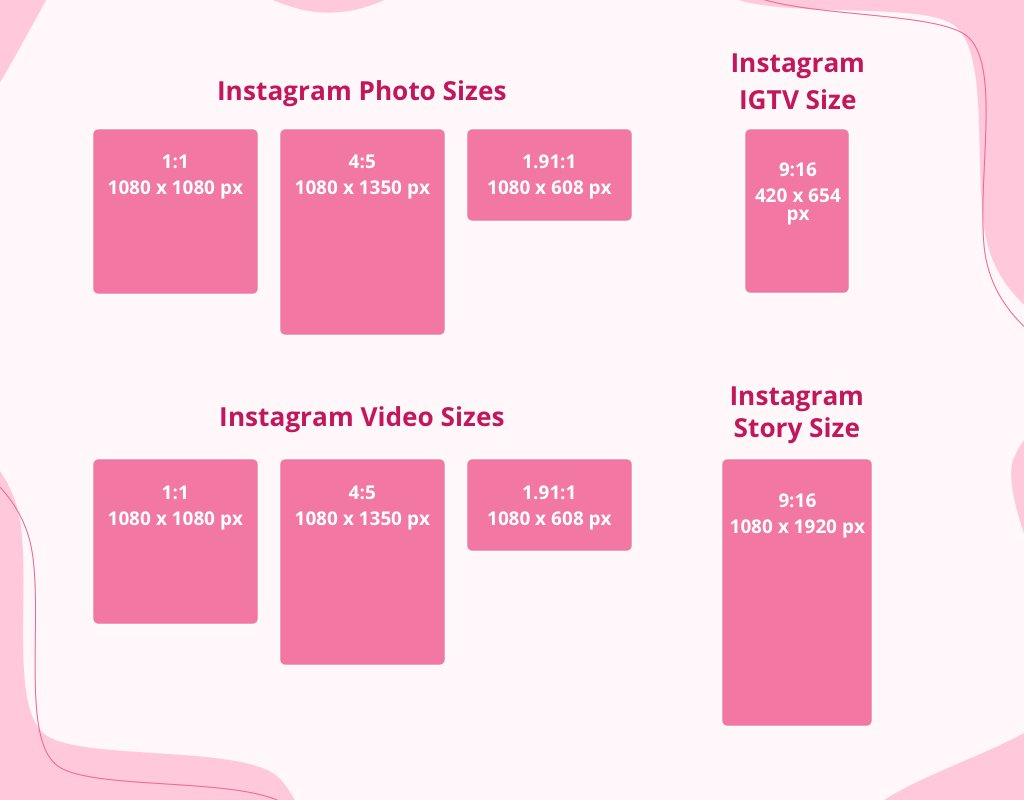 Instagram Photo Sizes
1:1
1080 x 1080 px
4:5
1080 x 1350 px
1.91:1
1080 x 608 px
Instagram
IGTV Size
9:16
420 x 654
px
Instagram Video Sizes
1:1
1080 x 1080 px
4:5
1080 x 1350 px
1.91:1
1080 x 608 px
Instagram
Story Size
9:16
1080 x 1920 px